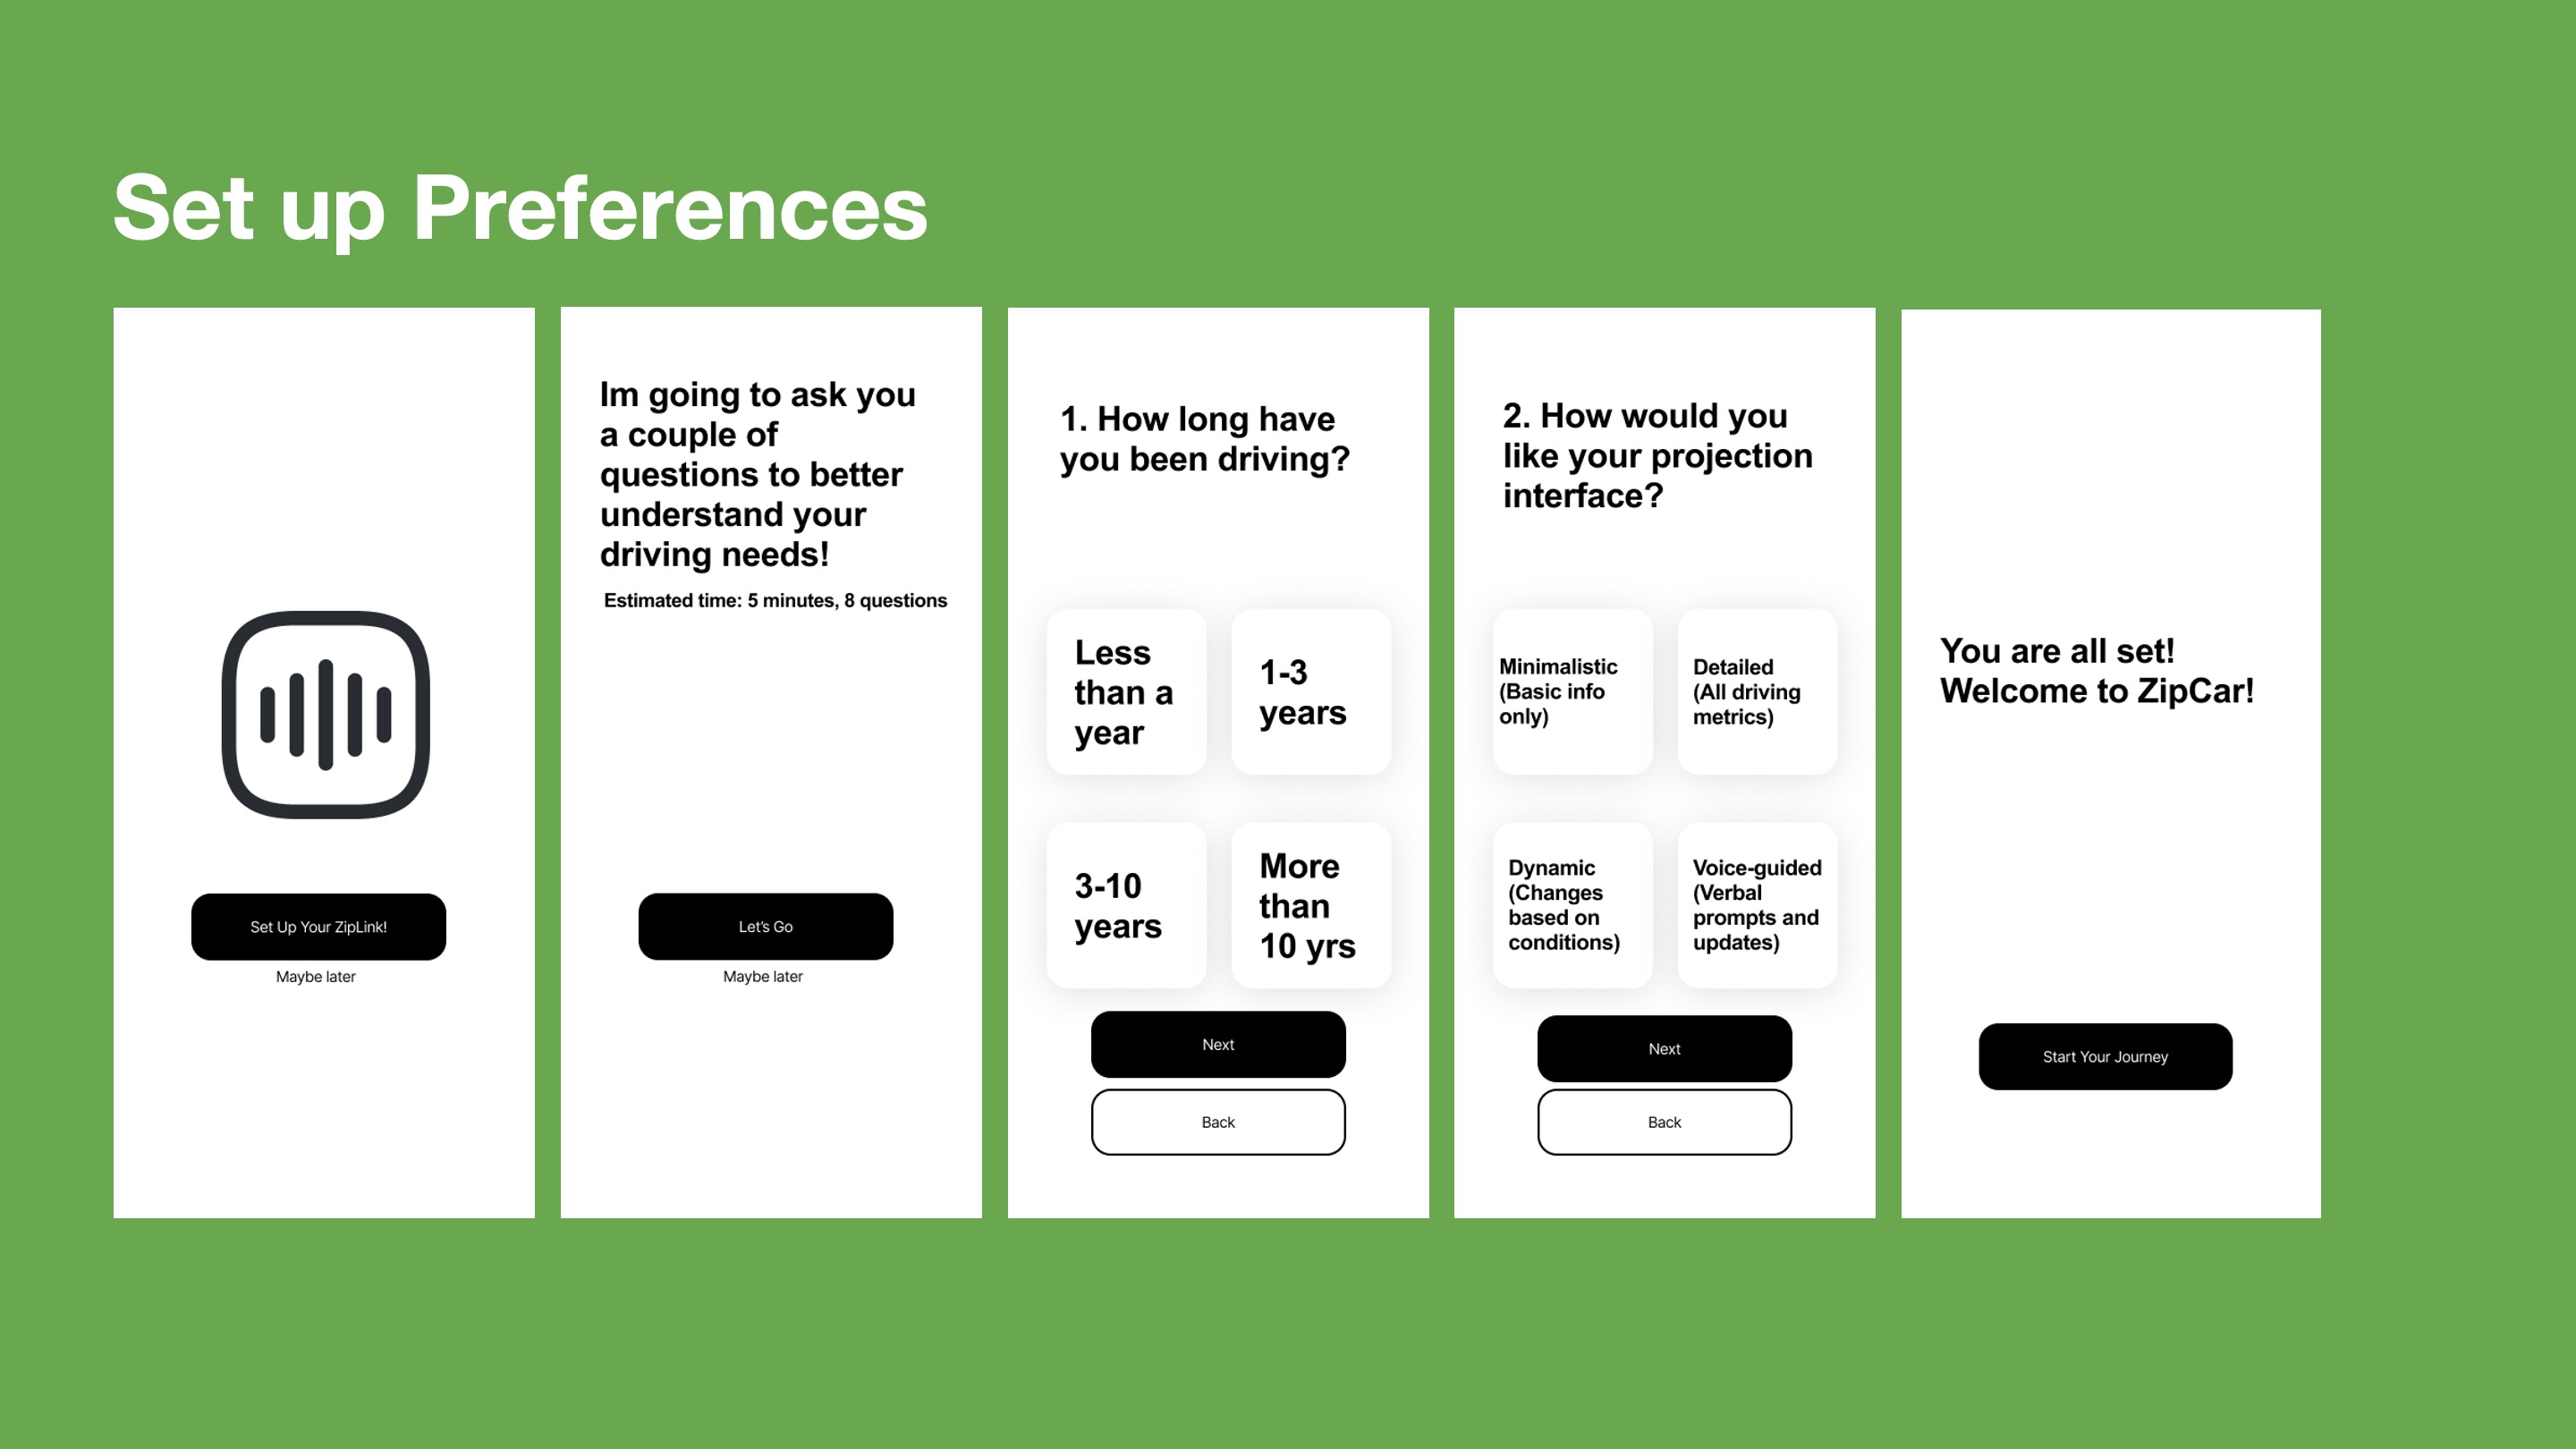 Set up Preferences
Set Up Your ZipLink!
Maybe later
Im going to ask you
a couple of
questions to better
understand your
driving needs!
Estimated time: 5 minutes, 8 questions
Let's Go
Maybe later
1. How long have
you been driving?
Less
than a
year
1-3
years
3-10
years
More
than
10 yrs
Next
Back
2. How would you
like your projection
interface?
Minimalistic
(Basic info
only)
Detailed
(All driving
metrics)
Dynamic
(Changes
based on
conditions)
Voice-guided
(Verbal
prompts and
updates)
Next
Back
You are all set!
Welcome to ZipCar!
Start Your Journey